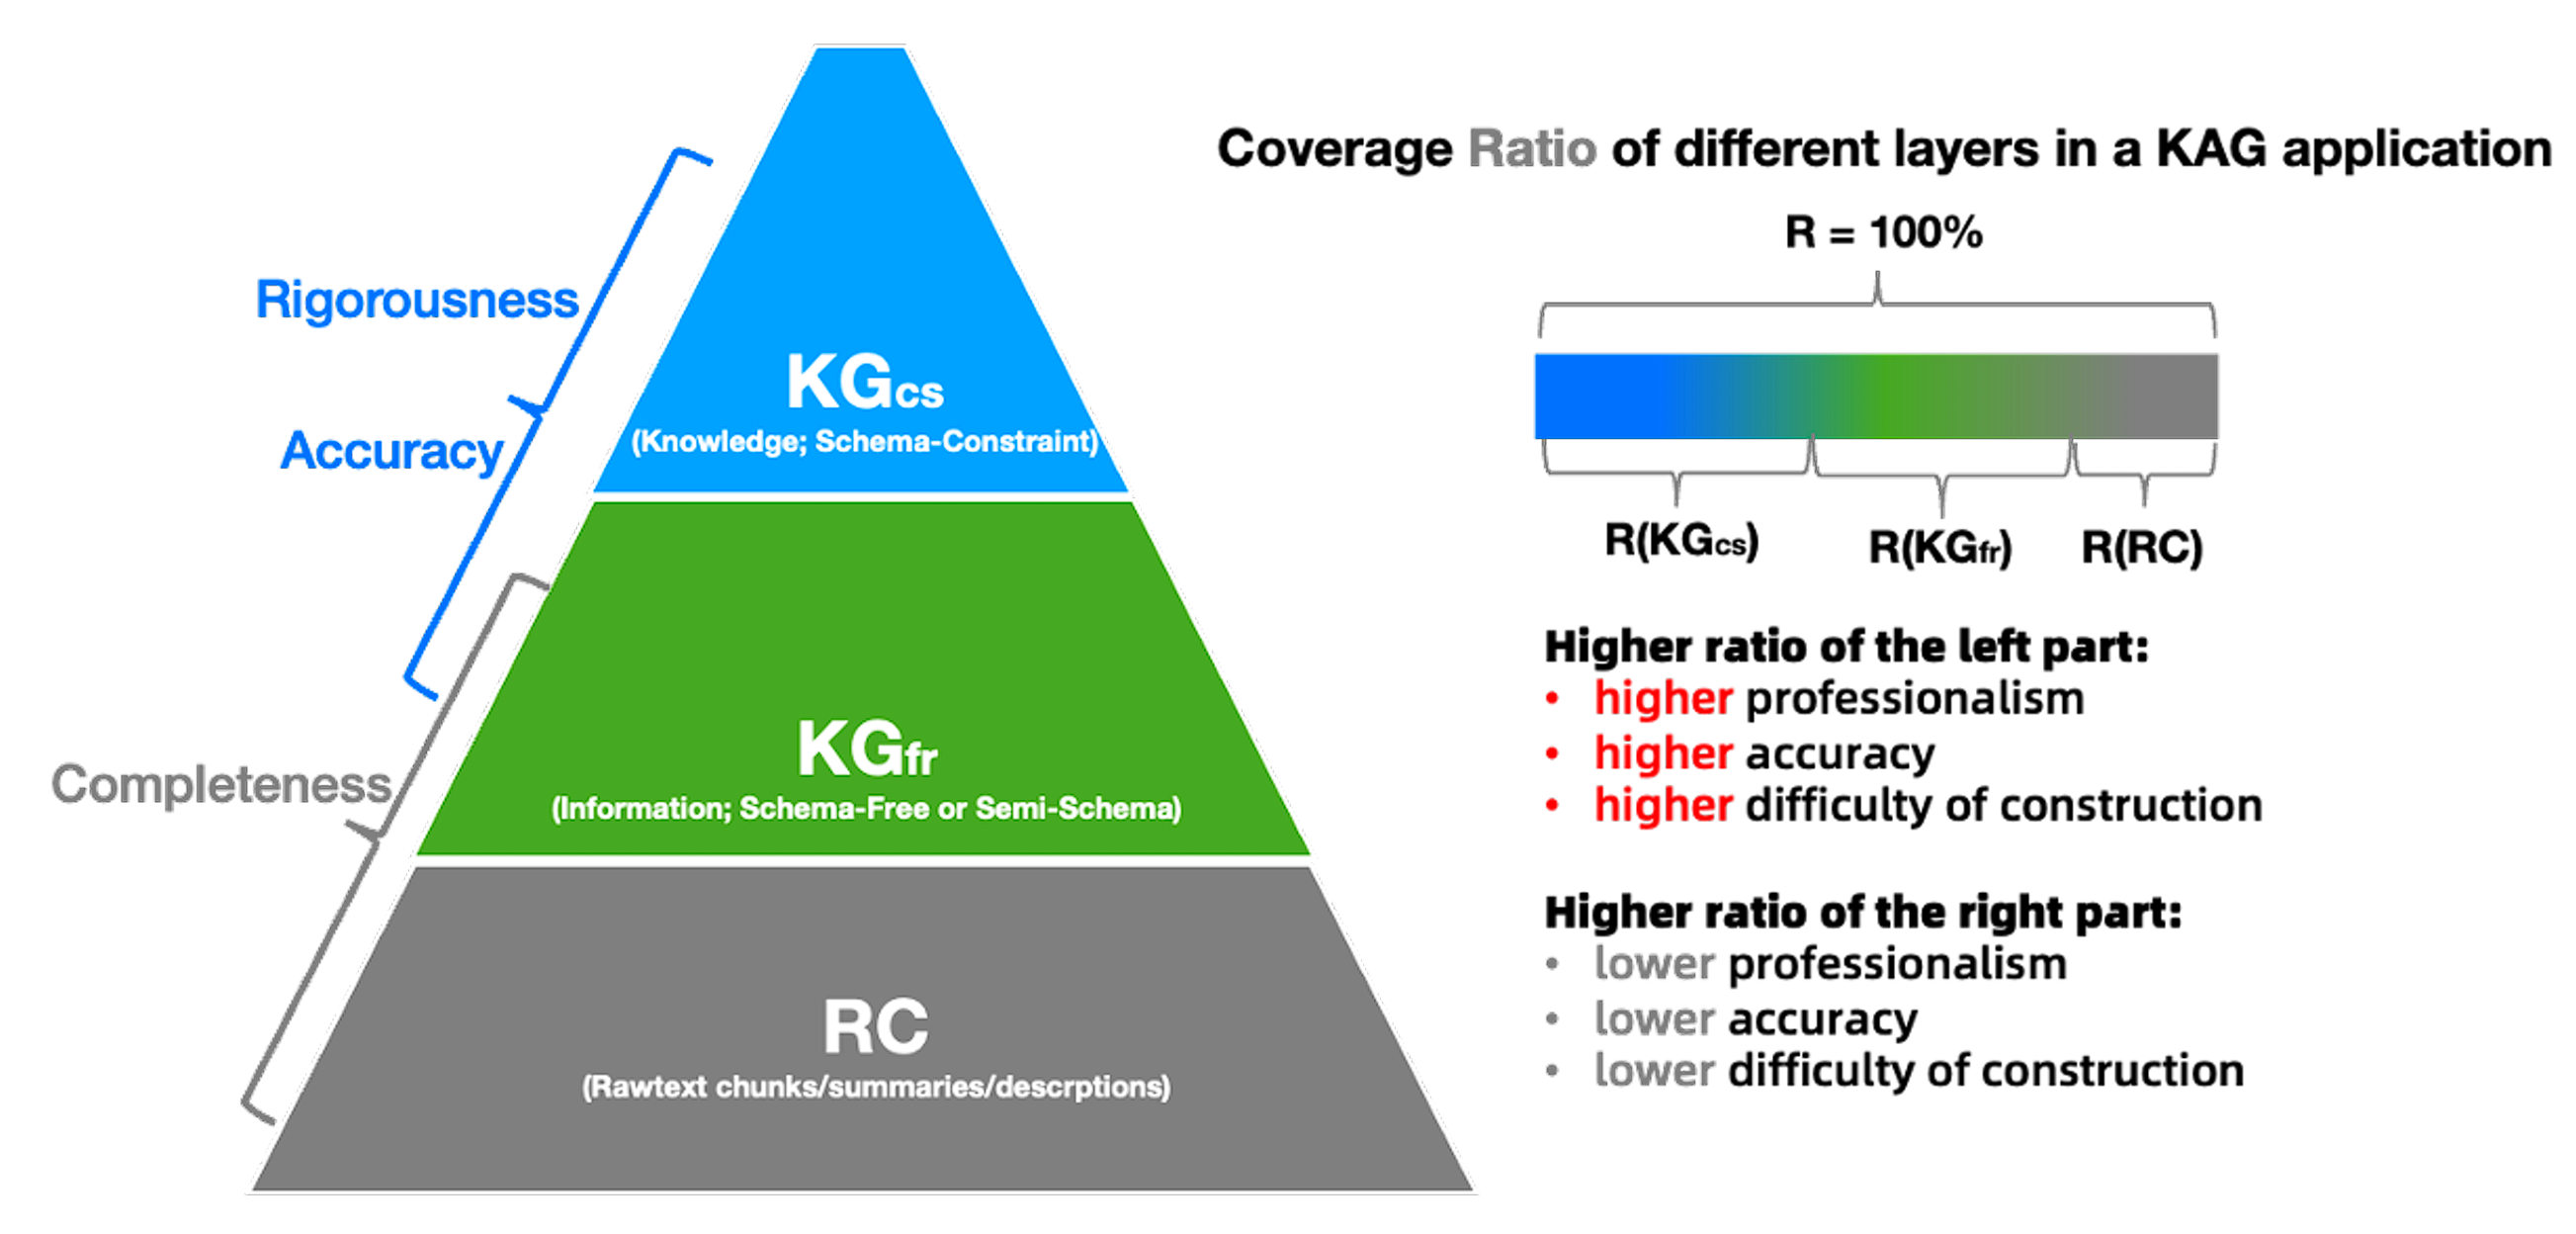 Rigorousness
Accuracy
Completeness
KGcs
(Knowledge; Schema-Constraint)
KGfr
(Information; Schema-Free or Semi-Schema)
RC
(Rawtext chunks/summaries/descrptions)
Coverage Ratio of different layers in a KAG application
R = 100%
R(KGcs) R(KGfr) R(RC)
Higher ratio of the left part:
• higher professionalism
• higher accuracy
• higher difficulty of construction
Higher ratio of the right part:
• lower professionalism
• lower accuracy
• lower difficulty of construction